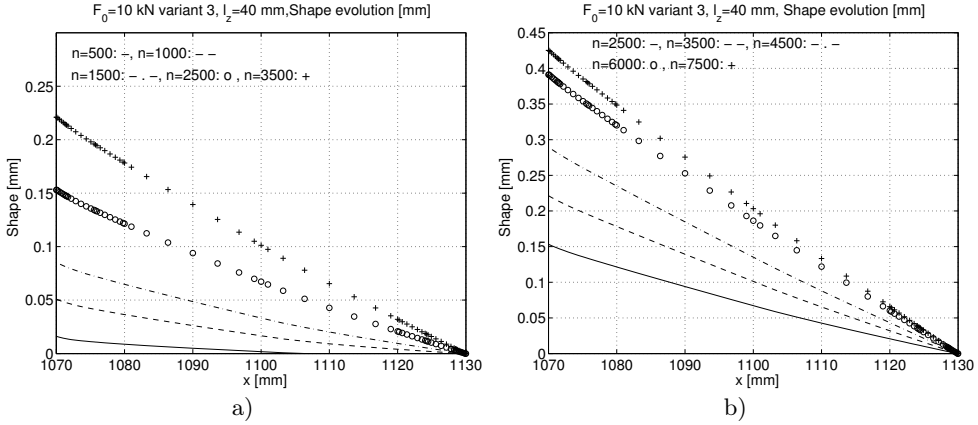 F_0=10 kN variant 3, l_z=40 mm,Shape evolution [mm]
n=500: –, n=1000: – –
n=1500: – . –, n=2500: o , n=3500: +
Shape [mm]
0.25
0.2
0.15
0.1
0.05
0
1070 1080 1090 1100 1110 1120 1130
x [mm]
a)
F_0=10 kN variant 3, l_z=40 mm, Shape evolution [mm]
n=2500: –, n=3500: – –, n=4500: – . –
n=6000: o , n=7500: +
Shape [mm]
0.45
0.4
0.35
0.3
0.25
0.2
0.15
0.1
0.05
0
1070 1080 1090 1100 1110 1120 1130
x [mm]
b)